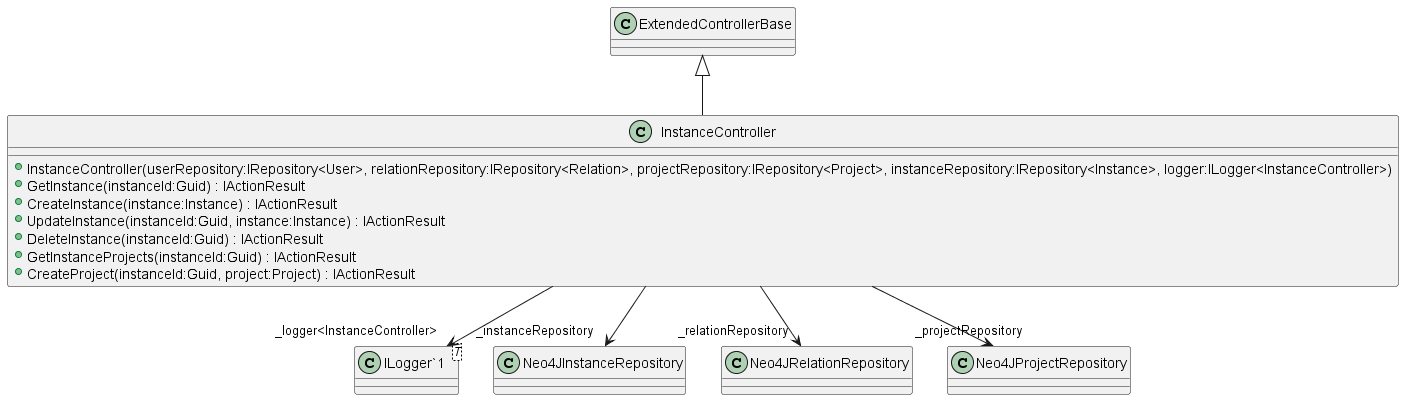 C ExtendedControllerBase
C InstanceController
InstanceController(userRepository:IRepository<User>, relationRepository:IRepository<Relation>, projectRepository:IRepository<Project>, instanceRepository:IRepository<Instance>, logger:ILogger<InstanceController>)
GetInstance(instanceId:Guid) : IActionResult
CreateInstance(instance:Instance) : IActionResult
UpdateInstance(instanceId:Guid, instance:Instance) : IActionResult
DeleteInstance(instanceId:Guid) : IActionResult
GetInstanceProjects(instanceId:Guid) : IActionResult
CreateProject(instanceId:Guid, project:Project) : IActionResult
_logger<InstanceController>
_instanceRepository
_relationRepository
_projectRepository
C ILogger`1
T
C Neo4JInstanceRepository
C Neo4JRelationRepository
C Neo4JProjectRepository